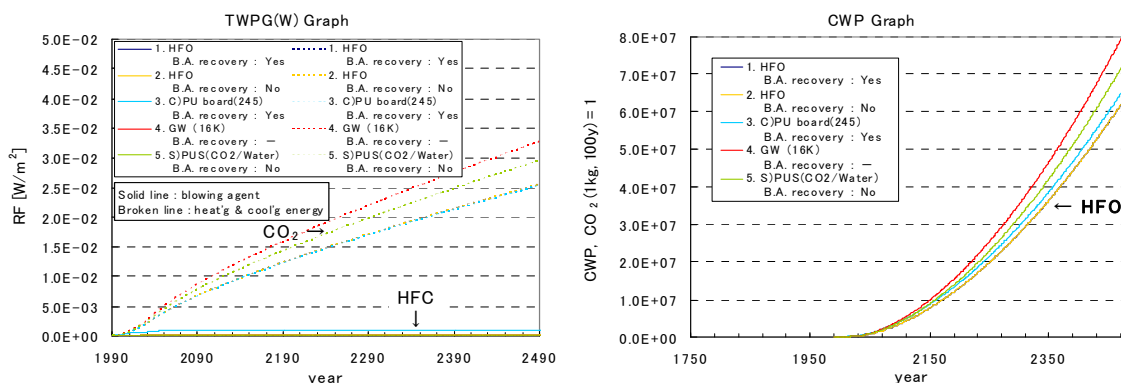 TWPG(W) Graph
RF [W/m2]
5.0E-02
4.5E-02
4.0E-02
3.5E-02
3.0E-02
2.5E-02
2.0E-02
1.5E-02
1.0E-02
5.0E-03
0.0E+00
1. HFO
B.A. recovery : Yes
2. HFO
B.A. recovery : No
3. C)PU board(245)
B.A. recovery : Yes
4. GW (16K)
B.A. recovery : —
5. S)PUS(CO2/Water)
B.A. recovery : No
1. HFO
B.A. recovery : Yes
2. HFO
B.A. recovery : No
3. C)PU board(245)
B.A. recovery : Yes
4. GW (16K)
B.A. recovery : —
5. S)PUS(CO2/Water)
B.A. recovery : No
Solid line : blowing agent
Broken line : heat'g & cool'g energy
CO2→
HFC
↓
1990 2090 2190 2290 2390 2490
year
CWP Graph
CWP, CO2 (1kg, 100y) = 1
8.0E+07
7.0E+07
6.0E+07
5.0E+07
4.0E+07
3.0E+07
2.0E+07
1.0E+07
0.0E+00
1. HFO
B.A. recovery : Yes
2. HFO
B.A. recovery : No
3. C)PU board(245)
B.A. recovery : Yes
4. GW (16K)
B.A. recovery : —
5. S)PUS(CO2/Water)
B.A. recovery : No
← HFO
1750 1950 2150 2350
year